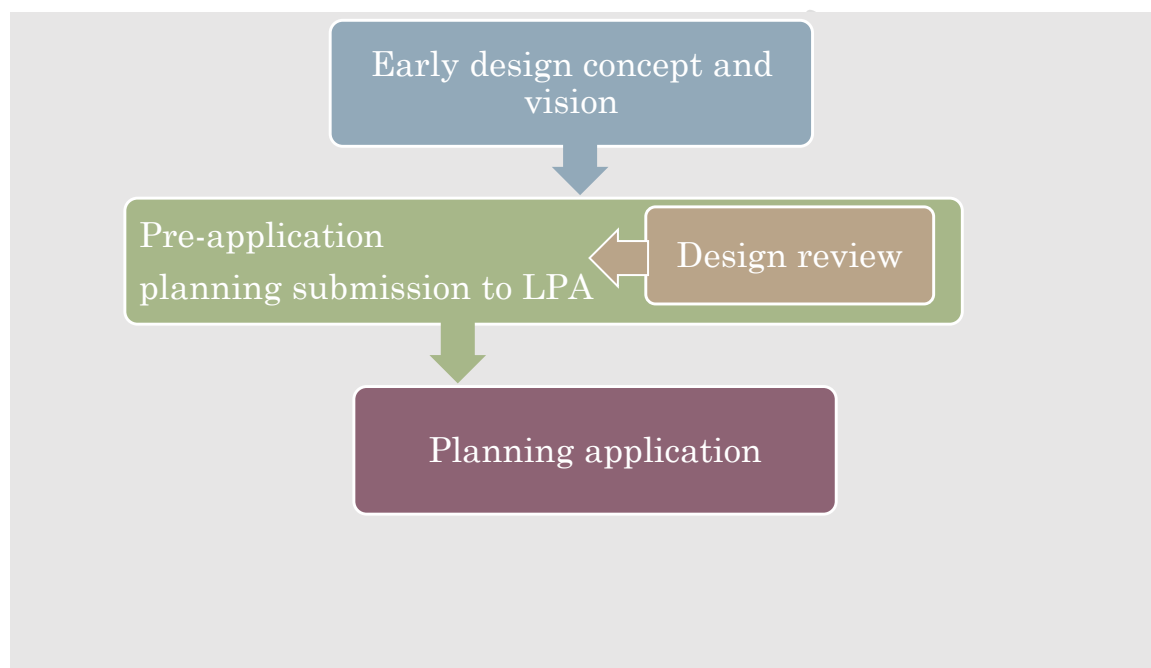 Early design concept and
vision
Pre-application
planning submission to LPA
Design review
Planning application